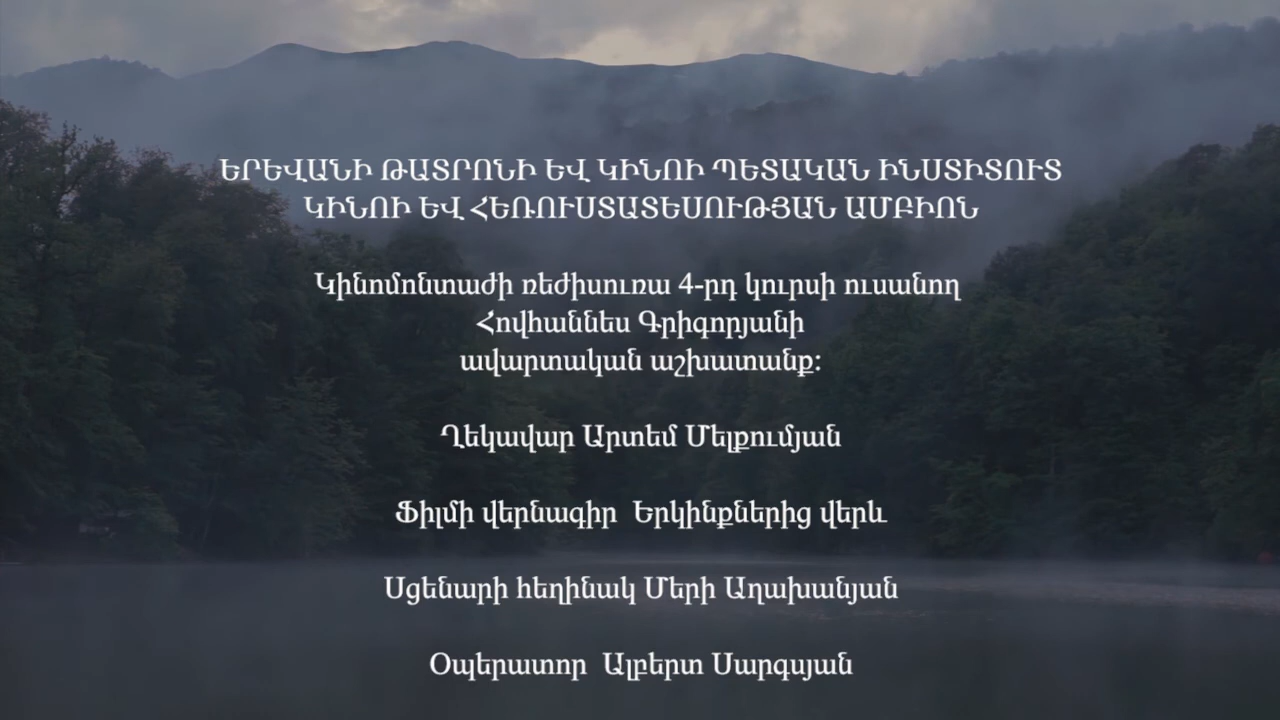 ԵՐԵՎԱՆԻ ԹԱՏՐՈՆԻ ԵՎ ԿԻՆՈՅԻ ՊԵՏԱԿԱՆ ԻՆՍՏԻՏՈՒՏ
ԿԻՆՈՅԻ ԵՎ ՀԵՌՈՒՍՏԱՏԵՍՈՒԹՅԱՆ ԱՄԲԻՈՆ
Կինոմոնտաժի ռեժիսուռա 4-րդ կուրսի ուսանող
Հովհաննես Գրիգորյանի
ավարտական աշխատանք:
Ղեկավար Արտեմ Մելքումյան
Ֆիլմի վերնագիր Երկինքներից վերև
Սցենարի հեղինակ Մերի Աղախանյան
Օպերատոր Ալբերտ Սարգսյան